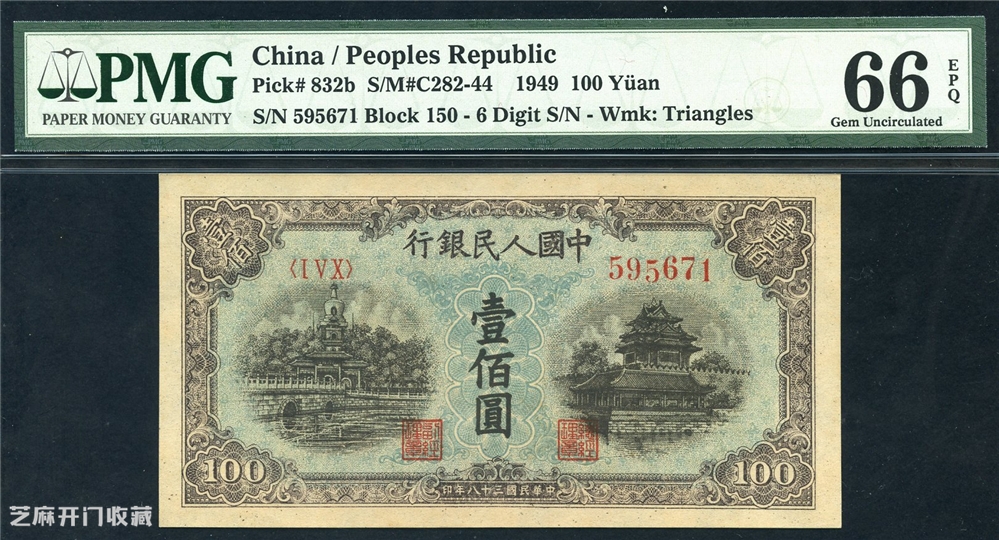 PMG
PAPER MONEY GUARANTY
China / Peoples Republic
Pick# 832b S/M#C282-44 1949 100 Yüan
S/N 595671 Block 150 - 6 Digit S/N - Wmk: Triangles
66 EPQ
Gem Uncirculated
行銀民人國中
〈IVX〉
595671
壹佰
壹佰
壹佰圓
100
100
印年八十三國民華中
芝麻开门收藏